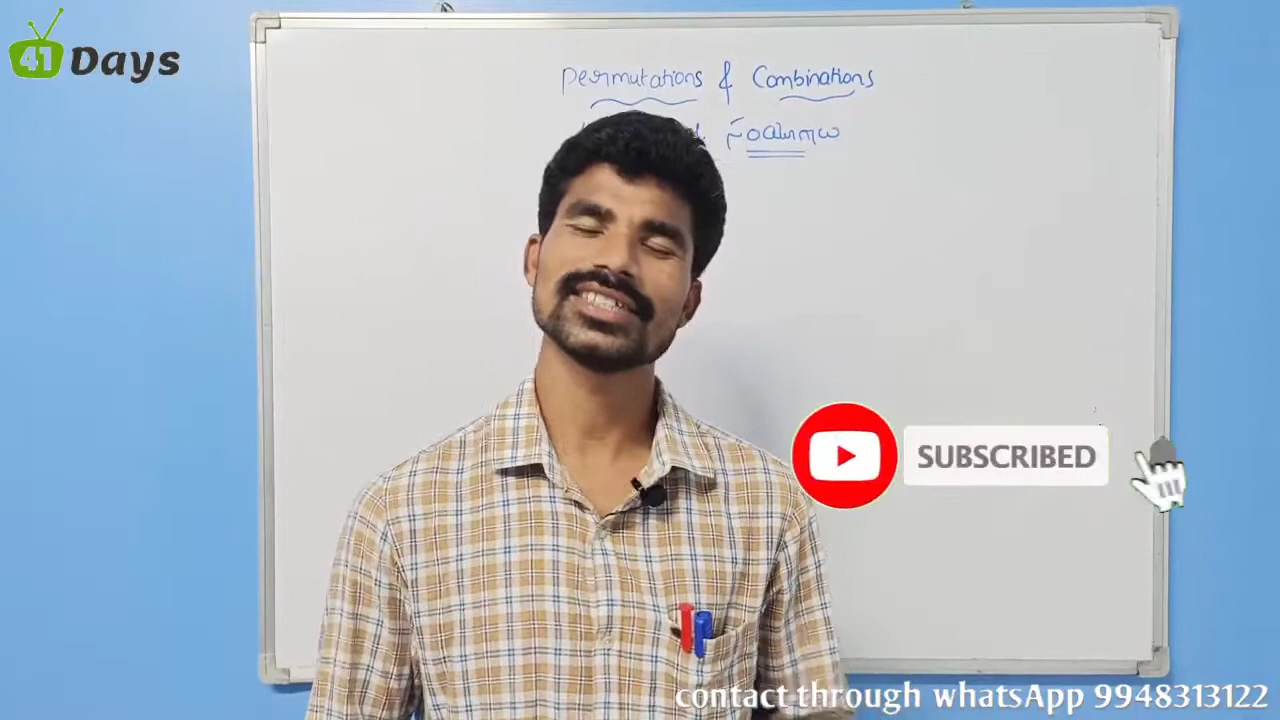 41 Days
Permutations & Combinations
SUBSCRIBED
contact through whatsApp 9948313122